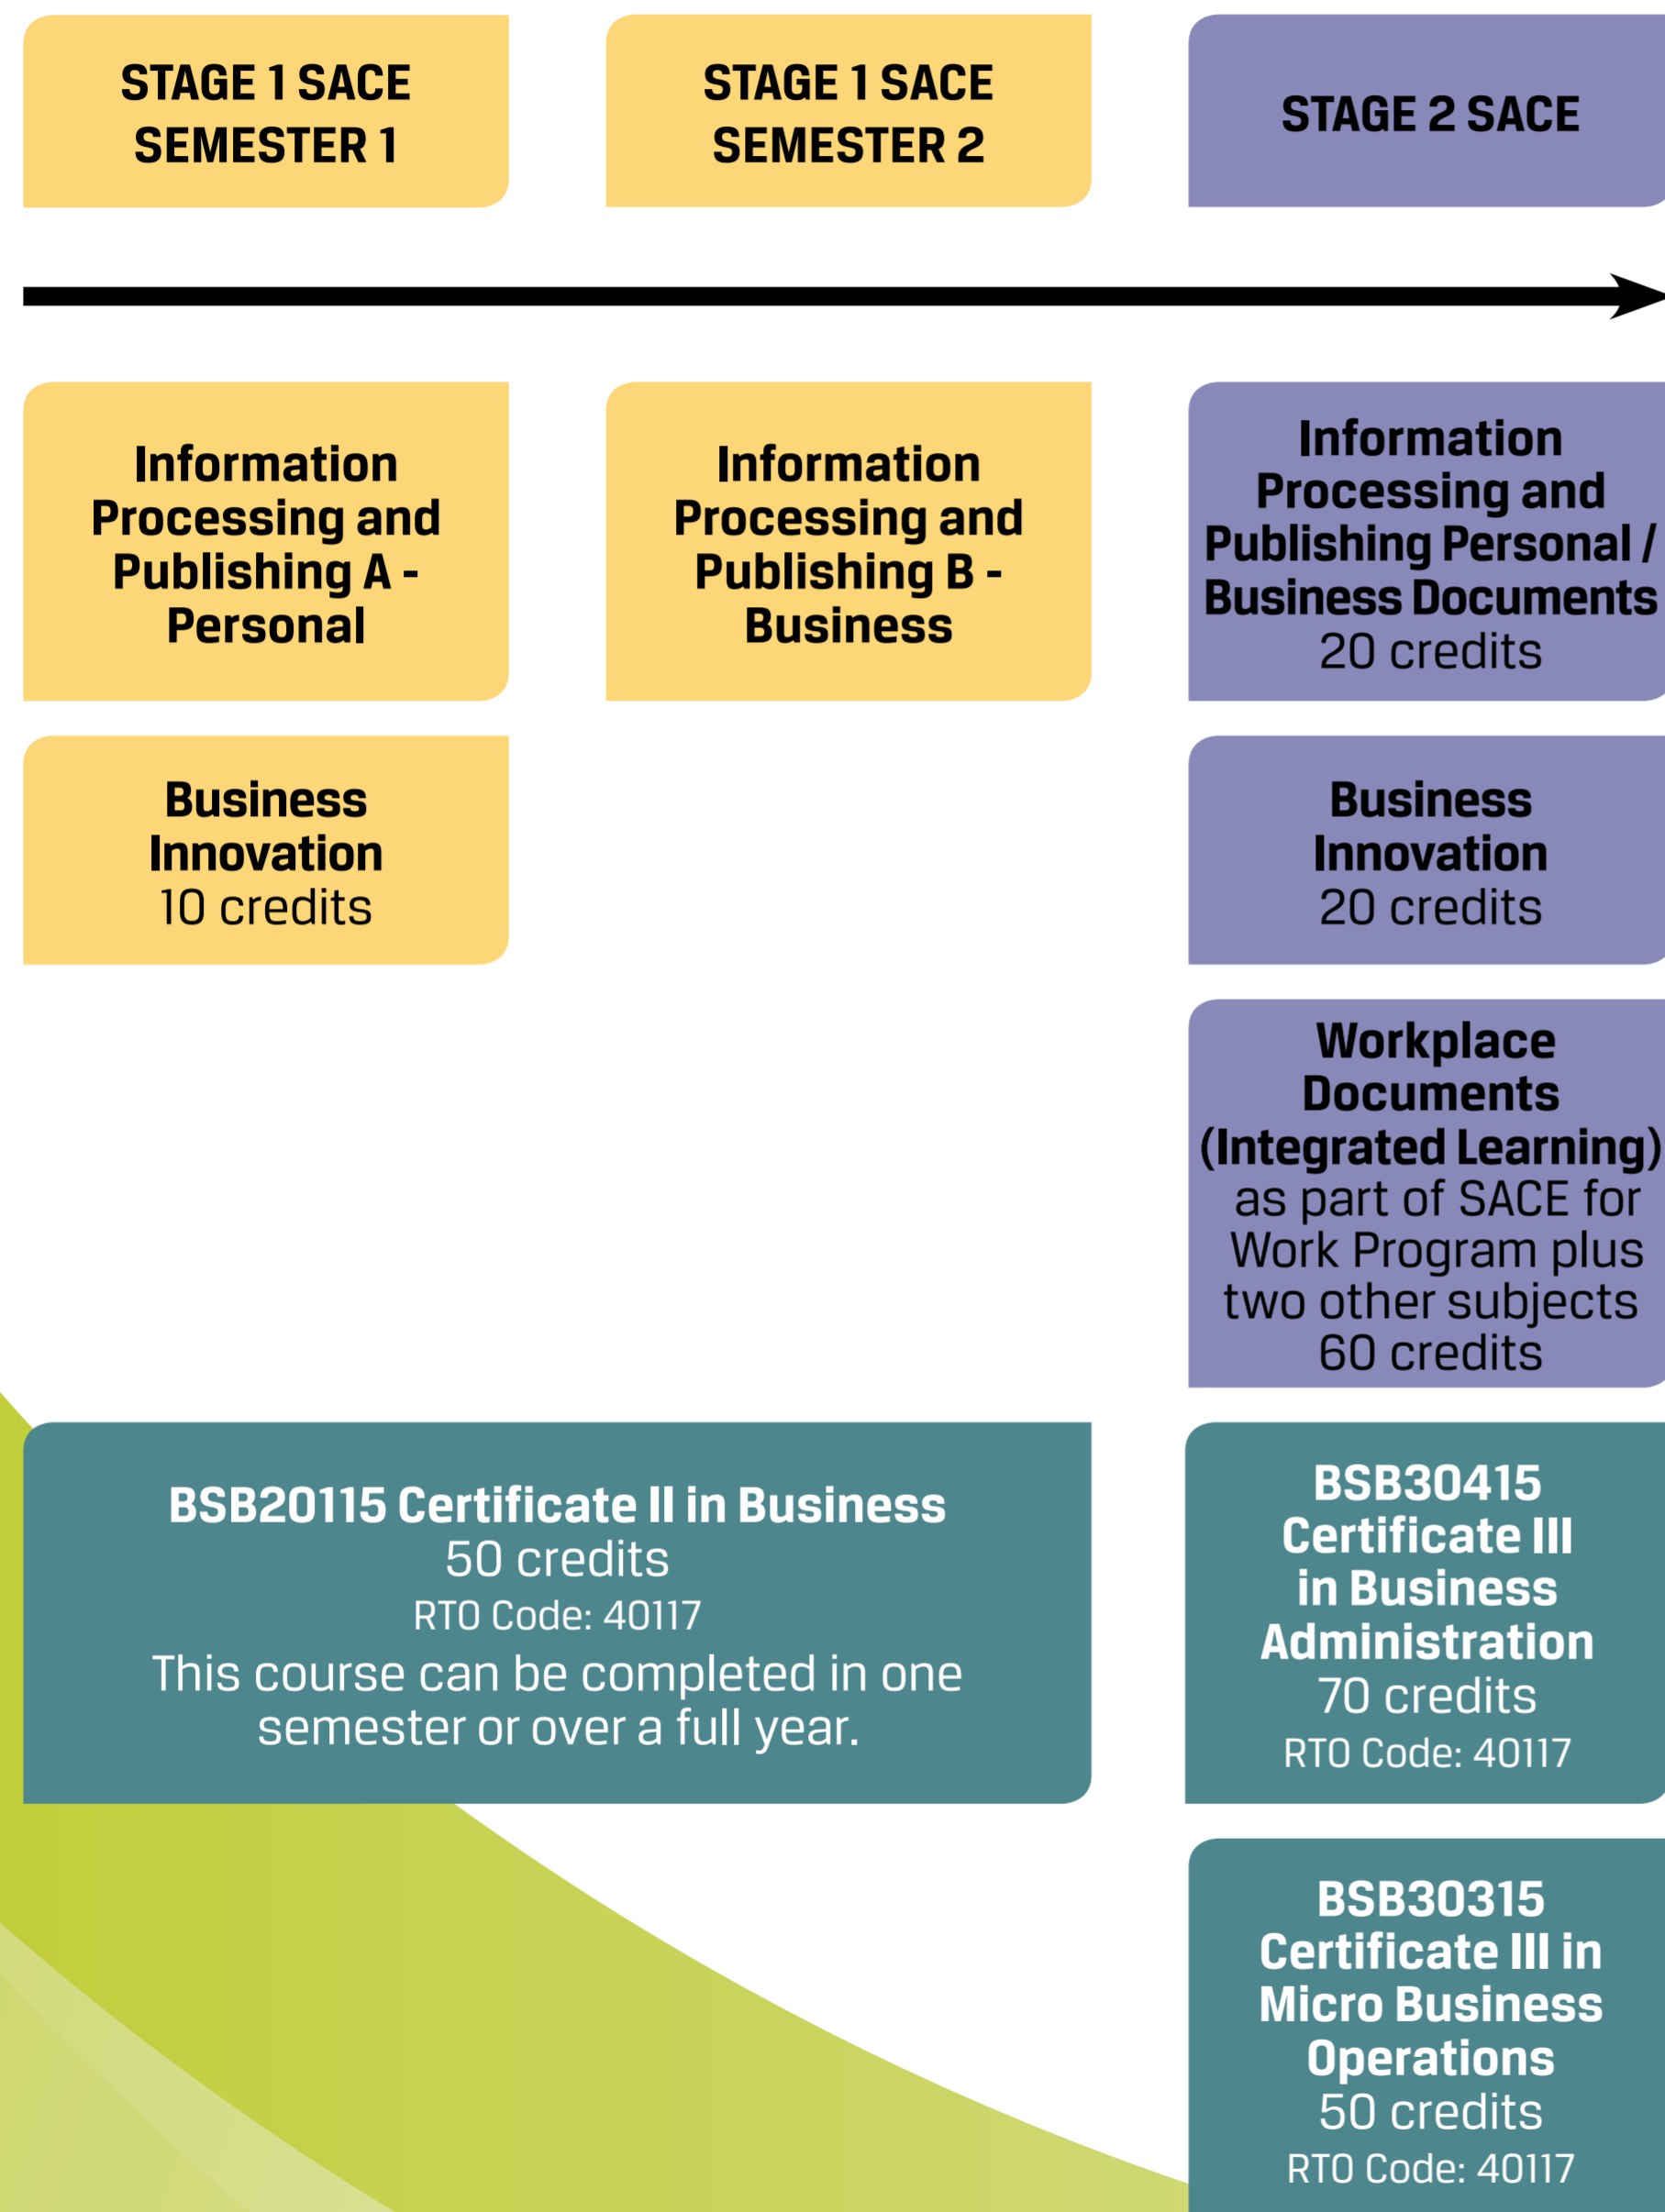 STAGE 1 SACE
SEMESTER 1
STAGE 1 SACE
SEMESTER 2
STAGE 2 SACE
Information
Processing and
Publishing A -
Personal
Information
Processing and
Publishing B -
Business
Information
Processing and
Publishing Personal /
Business Documents
20 credits
Business
Innovation
10 credits
Business
Innovation
20 credits
Workplace
Documents
(Integrated Learning)
as part of SACE for
Work Program plus
two other subjects
60 credits
BSB20115 Certificate II in Business
50 credits
RTO Code: 40117
This course can be completed in one
semester or over a full year.
BSB30415
Certificate III
in Business
Administration
70 credits
RTO Code: 40117
BSB30315
Certificate III in
Micro Business
Operations
50 credits
RTO Code: 40117